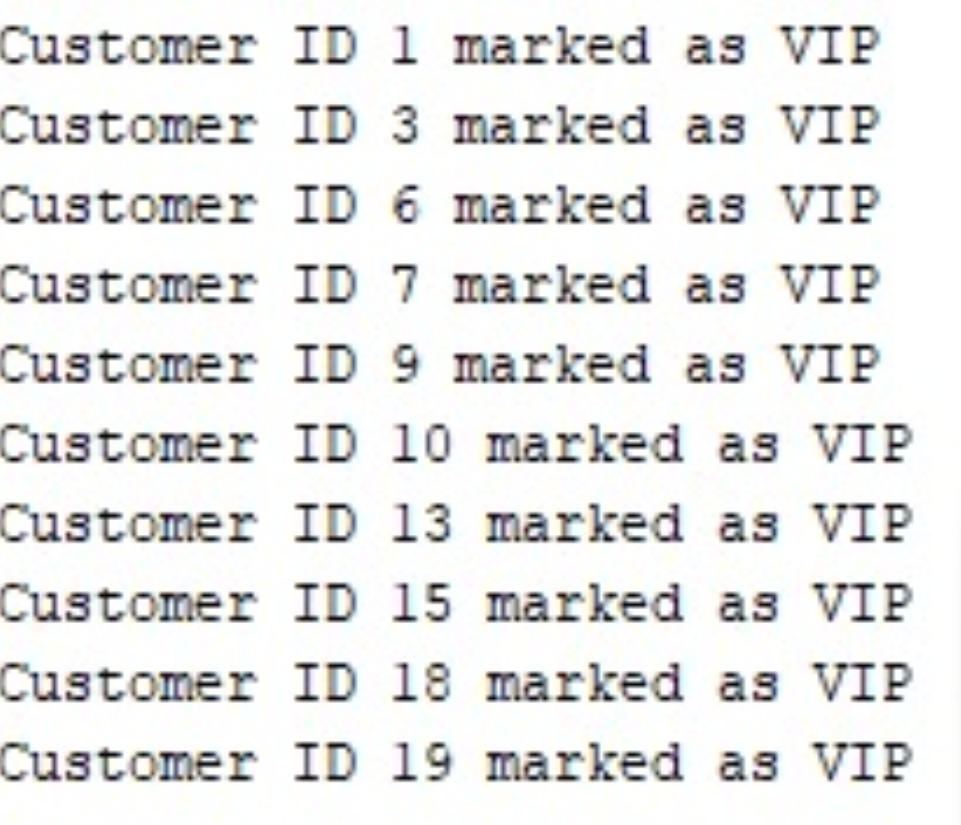 Customer ID 1 marked as VIP
Customer ID 3 marked as VIP
Customer ID 6 marked as VIP
Customer ID 7 marked as VIP
Customer ID 9 marked as VIP
Customer ID 10 marked as VIP
Customer ID 13 marked as VIP
Customer ID 15 marked as VIP
Customer ID 18 marked as VIP
Customer ID 19 marked as VIP